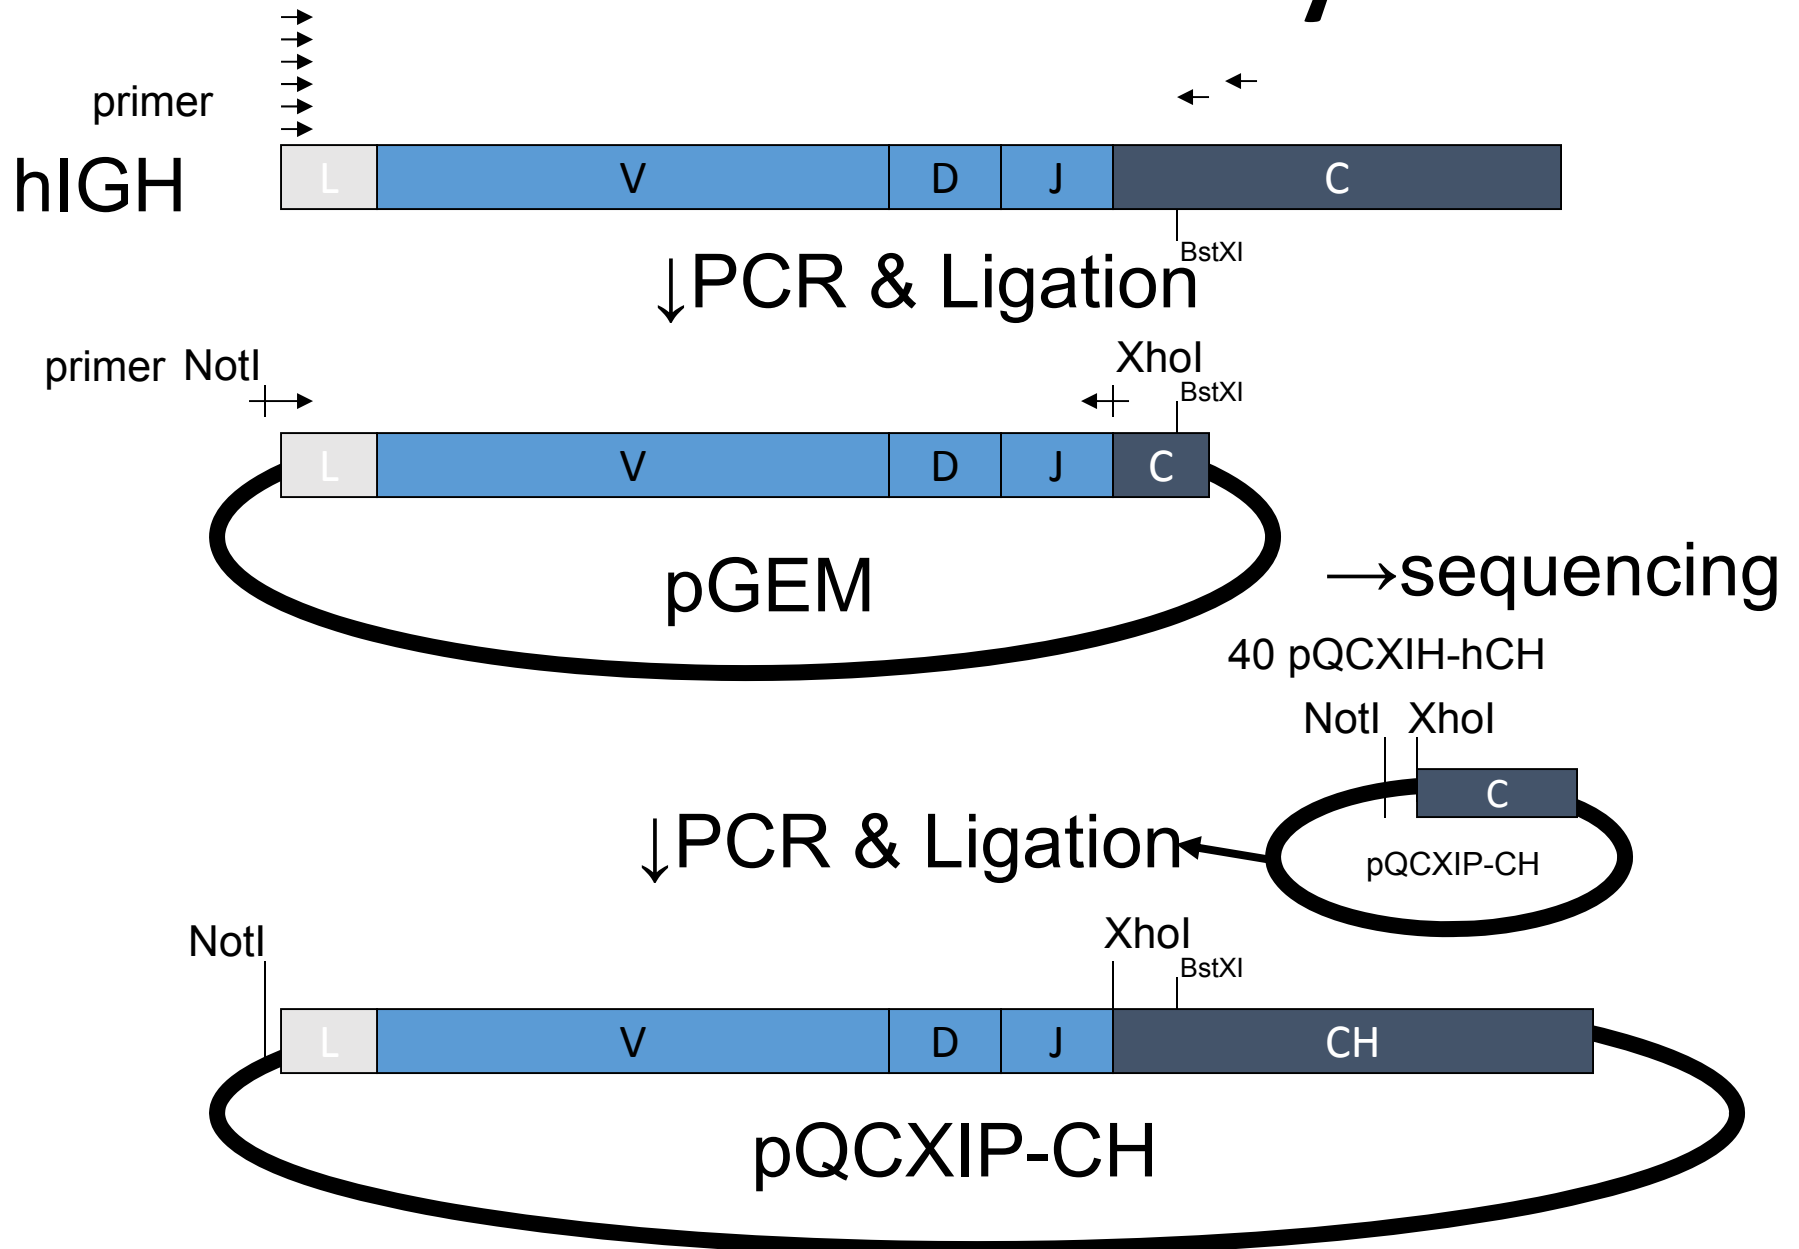 primer
hIGH
L V D J C
BstXI
↓PCR & Ligation
primer NotI
XhoI
BstXI
L V D J C
pGEM
→sequencing
40 pQCXIH-hCH
NotI XhoI
C
pQCXIP-CH
↓PCR & Ligation
NotI
XhoI
BstXI
L V D J CH
pQCXIP-CH